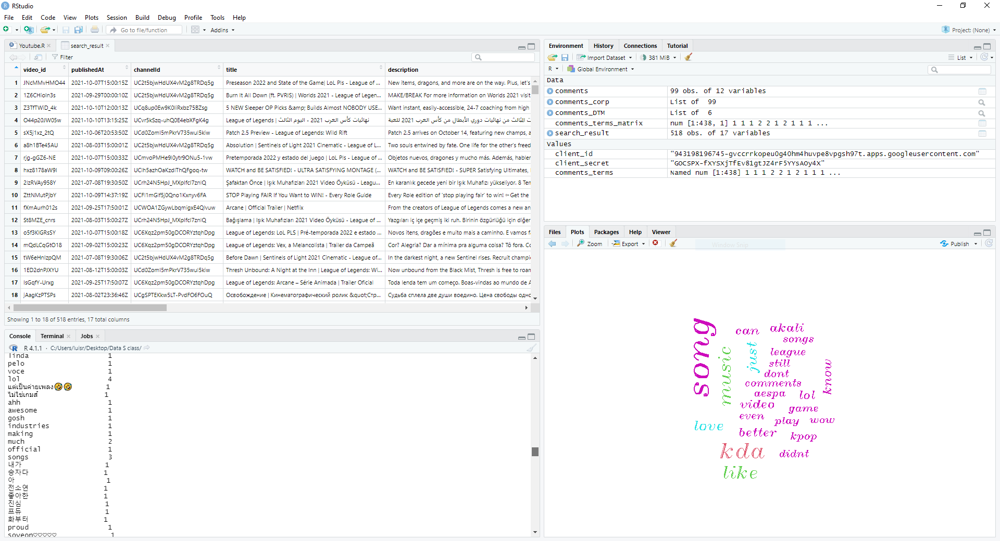 RStudio
File Edit Code View Plots Session Build Debug Profile Tools Help
Go to file/function Addins Project: (None)
Youtube.R search_result
Filter
video_id publishedAt channelId title description
1 JNcMMvHMO44 2021-10-07T15:00:15Z UC2t5bjwHdUX4vM2g8TRDq5g Preseason 2022 and State of the Game| LoL Pls - League of ... New items, dragons, and more are on the way. Plus, let's
2 1Z6CHioIn3s 2021-09-29T00:00:10Z UC2t5bjwHdUX4vM2g8TRDq5g Burn It All Down (ft. PVRIS) | Worlds 2021 - League of Legen... MAKE/BREAK For more information on Worlds 2021 visit
3 Z3TfTWiD_4k 2021-10-10T12:00:13Z UCq8up0Ew9K0liRxbz75BZsg 5 NEW Sleeper OP Picks &amp; Builds Almost NOBODY USE... Want instant, easily-accessible, 24-7 coaching from high
4 O44p20JW05w 2021-10-10T13:15:25Z UCvr5kSzq-uhQ0E4ebXFgK4g League of Legends | نهائيات كأس العرب 2021 - اليوم الثالث ت الثالث من نهائيات دوري الأبطال من كأس العرب 2021 للعبة
5 sX5j1xz_2tQ 2021-10-06T20:53:50Z UCd0ZomI5mPkrV735wuI5kiw Patch 2.5 Preview - League of Legends: Wild Rift Patch 2.5 arrives on October 14, featuring new champs, a
6 a8h1BTe45AU 2021-08-03T15:00:01Z UC2t5bjwHdUX4vM2g8TRDq5g Absolution | Sentinels of Light 2021 Cinematic - League of L... Two souls entwined by fate. One life for the other's freed
7 rjg-gGZ6-NE 2021-10-07T15:00:33Z UCmvoPMHe9l0ytr9ONu5-1vw Pretemporada 2022 y estado del juego | LoL Pls - League of ... Objetos nuevos, dragones y mucho más. Además, hablen
8 hxz8178aW9I 2021-10-09T09:00:26Z UCIh5azhOaKzdIThQFgoq-tw WATCH and BE SATISFIED! - ULTRA SATISFYING MONTAGE (... WATCH and BE SATISFIED! - SUPER Satisfying Ultimates,
9 2IzRVAy958Y 2021-07-08T19:30:50Z UCrh24N5HpJ_MXpIfcI7znIQ Şafaktan Önce | Işık Muhafızları 2021 Video Öyküsü - Leagu... En karanlık gecede yeni bir Işık Muhafızı yükseliyor. 8 Tem
10 ZttNMutPjbY 2021-10-09T14:37:19Z UCFI1mGlf5j0Qno1Kxnyv6FA STOP Playing FAIR If You Want to WIN! - Every Role Guide Every Role edition of 'stop playing fair' to win! ▻Get the
11 fXmAurh012s 2021-09-25T17:50:01Z UCWOA1ZGywLbqmigxE4Qlvuw Arcane | Official Trailer | Netflix From the creators of League of Legends comes a new an
12 St8MZE_cnrs 2021-08-03T15:00:27Z UCrh24N5HpJ_MXpIfcI7znIQ Bağışlama | Işık Muhafızları 2021 Video Öyküsü - League of ... Yazgıları iç içe geçmiş iki ruh. Birinin özgürlüğü için diğer
13 o5f3KIGRsSY 2021-10-07T15:00:18Z UC6Xqz2pm50gDCORYztqhDpg League of Legends: LoL PLS | Pré-temporada 2022 e estado ... Novos itens, dragões e muito mais a caminho. E vamos f
14 mQdLCqGtO18 2021-09-02T15:00:23Z UC6Xqz2pm50gDCORYztqhDpg League of Legends: Vex, a Melancolista | Trailer da Campeã Cor? Alegria? Dar a mínima pra alguma coisa? Tô fora. Co
15 tW6eHnIzpQM 2021-07-08T19:30:06Z UC2t5bjwHdUX4vM2g8TRDq5g Before Dawn | Sentinels of Light 2021 Cinematic - League of... In the darkest night, a new Sentinel rises. Recruit champi
16 1ED2dnPJXYU 2021-08-12T15:00:03Z UCd0ZomI5mPkrV735wuI5kiw Thresh Unbound: A Night at the Inn | League of Legends: Wi... Now unbound from the Black Mist, Thresh is free to roan
17 IsGqfY-Urxg 2021-09-25T17:50:07Z UC6Xqz2pm50gDCORYztqhDpg League of Legends: Arcane – Série Animada | Trailer Oficial Toda lenda tem um começo. Boas-vindas ao mundo de A
18 jAagKzPTSPs 2021-08-02T23:36:46Z UCgSPTEKkw5LT-PvdFO6FOuQ Освобождение | Кинематографический ролик &quot;Стр... Судьба сплела две души воедино. Цена свободы одно
Showing 1 to 18 of 518 entries, 17 total columns
Console Terminal Jobs
R 4.1.1 · C:/Users/luisr/Desktop/Data S class/
linda 1
pelo 1
voce 1
lol 4
แต่เป็นค่ายเพลง🤣🤣 1
ไม่ใช่เกมส์ 1
ahh 1
awesome 1
gosh 1
industries 1
making 1
much 2
official 1
songs 3
내가 1
승자다 1
아 1
전소연 1
좋아한 1
진심 1
프듀 1
화부터 1
proud 1
soyeon♡♡♡♡♡ 1
Environment History Connections Tutorial
Import Dataset 381 MiB List
R Global Environment
Data
comments 99 obs. of 12 variables
comments_corp List of 99
comments_DTM List of 6
comments_terms_matrix num [1:438, 1] 1 1 1 2 2 1 2 1 1 1 ...
search_result 518 obs. of 17 variables
Values
client_id "943198196745-gvccrrkopeu0g40hm4huvpe8vpgsh97t.apps.googleusercontent.com"
client_secret "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"
comments_terms Named num [1:438] 1 1 1 2 2 1 2 1 1 1 ...
Files Plots Packages Help Viewer
Zoom Export Window Snip Publish
song
can
akali
songs
music
just
league
still
dont
know
comments
aespa
lol
video
game
even
play
wow
love
better
kpop
kda
didnt
like